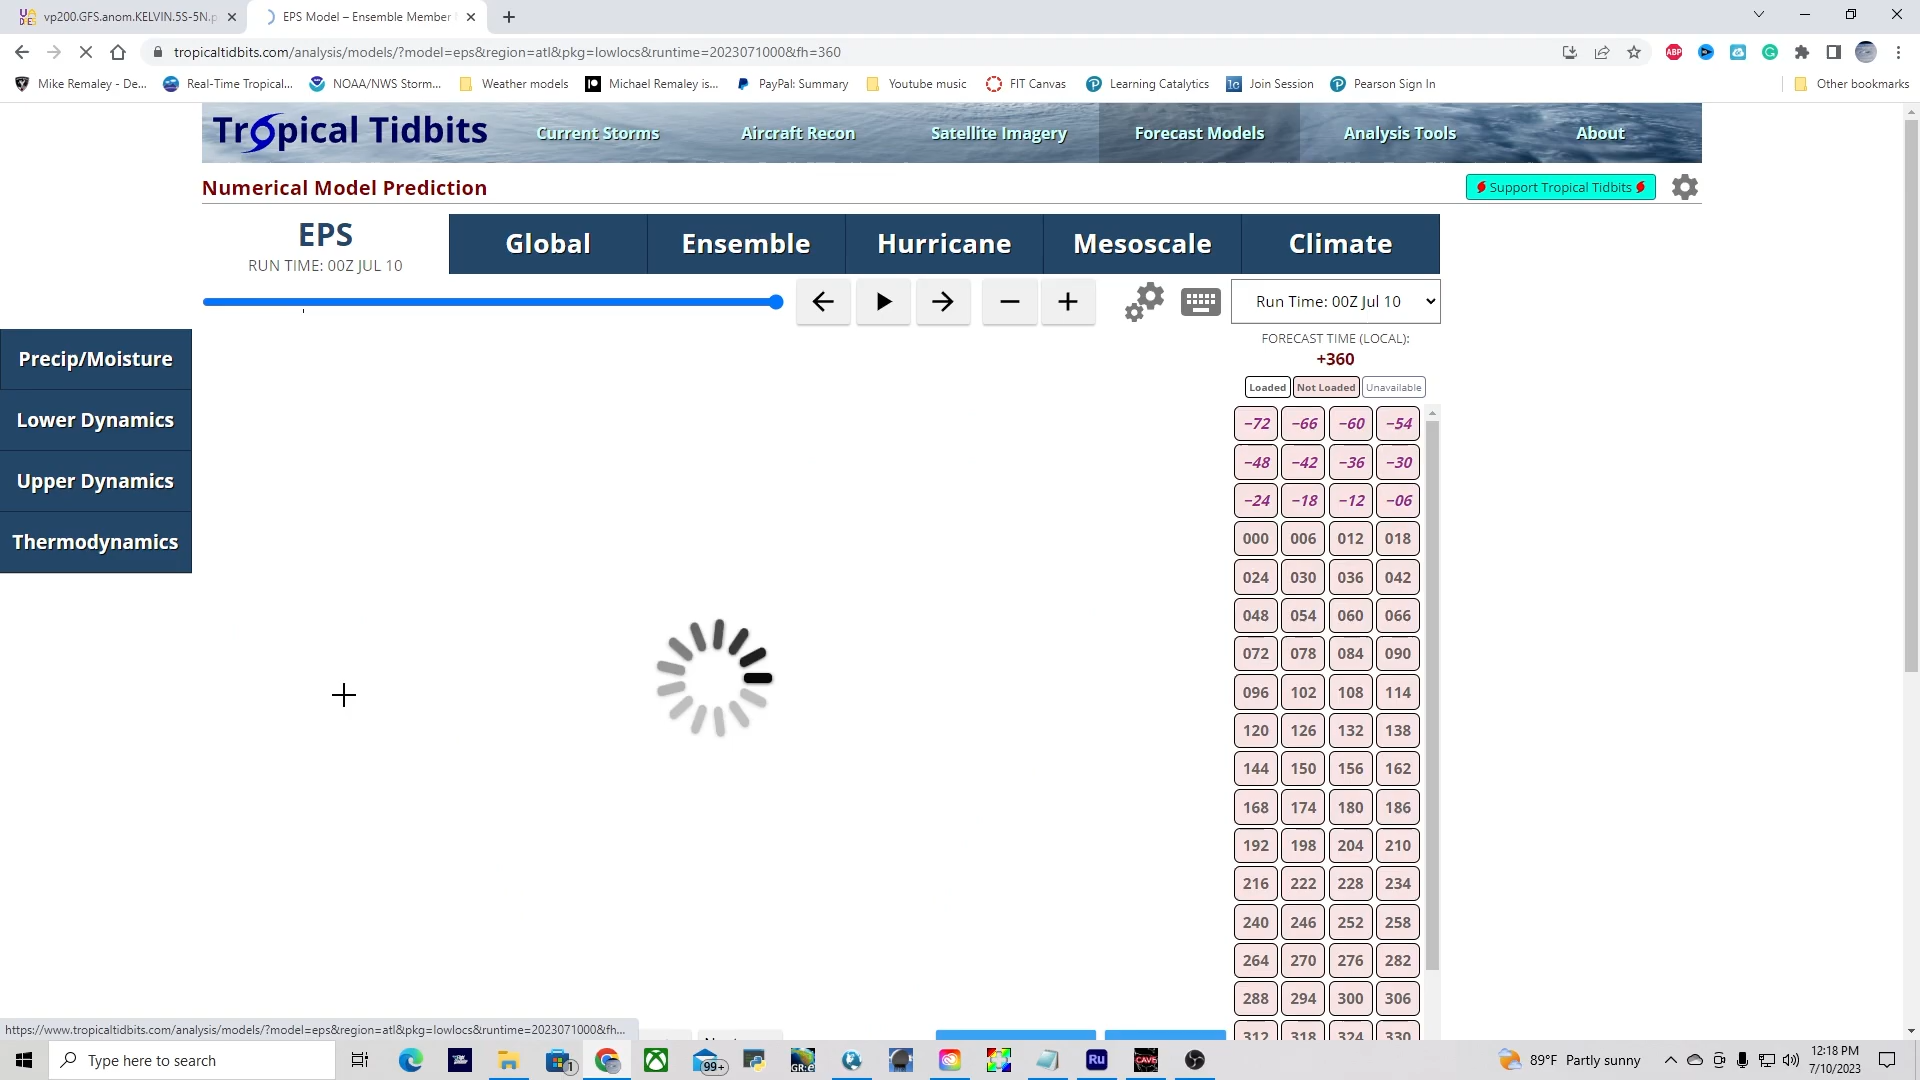 vp200.GFS.anom.KELVIN.5S-5N.p
EPS Model – Ensemble Member
tropicaltidbits.com/analysis/models/?model=eps&region=atl&pkg=lowlocs&runtime=2023071000&fh=360
ABP
Mike Remaley - De...
Real-Time Tropical...
NOAA/NWS Storm...
Weather models
Michael Remaley is...
PayPal: Summary
Youtube music
FIT Canvas
Learning Catalytics
lc
Join Session
Pearson Sign In
Other bookmarks
Tropical Tidbits
Current Storms
Aircraft Recon
Satellite Imagery
Forecast Models
Analysis Tools
About
Numerical Model Prediction
Support Tropical Tidbits
EPS
RUN TIME: 00Z JUL 10
Global
Ensemble
Hurricane
Mesoscale
Climate
Run Time: 00Z Jul 10
FORECAST TIME (LOCAL):
+360
Loaded Not Loaded Unavailable
Precip/Moisture
Lower Dynamics
Upper Dynamics
Thermodynamics
−72 −66 −60 −54
−48 −42 −36 −30
−24 −18 −12 −06
000 006 012 018
024 030 036 042
048 054 060 066
072 078 084 090
096 102 108 114
120 126 132 138
144 150 156 162
168 174 180 186
192 198 204 210
216 222 228 234
240 246 252 258
264 270 276 282
288 294 300 306
312 318 324 330
https://www.tropicaltidbits.com/analysis/models/?model=eps&region=atl&pkg=lowlocs&runtime=2023071000&fh...
Type here to search
1
99+
GR2
Ru
CAVE
89°F Partly sunny
12:18 PM
7/10/2023